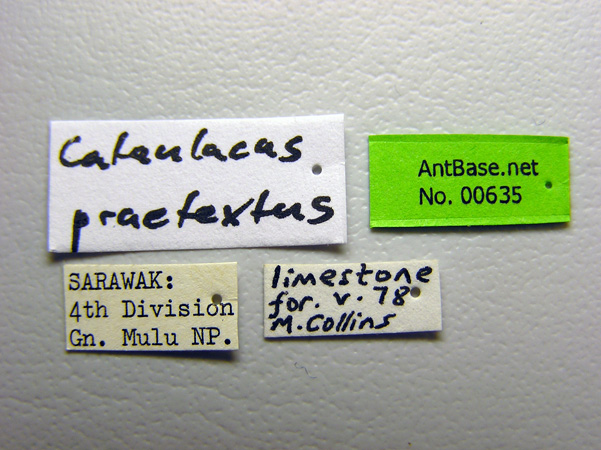 Cataulacus
praetextus
AntBase.net
No. 00635
SARAWAK:
4th Division
Gn. Mulu NP.
limestone
for. v. 78
M. Collins